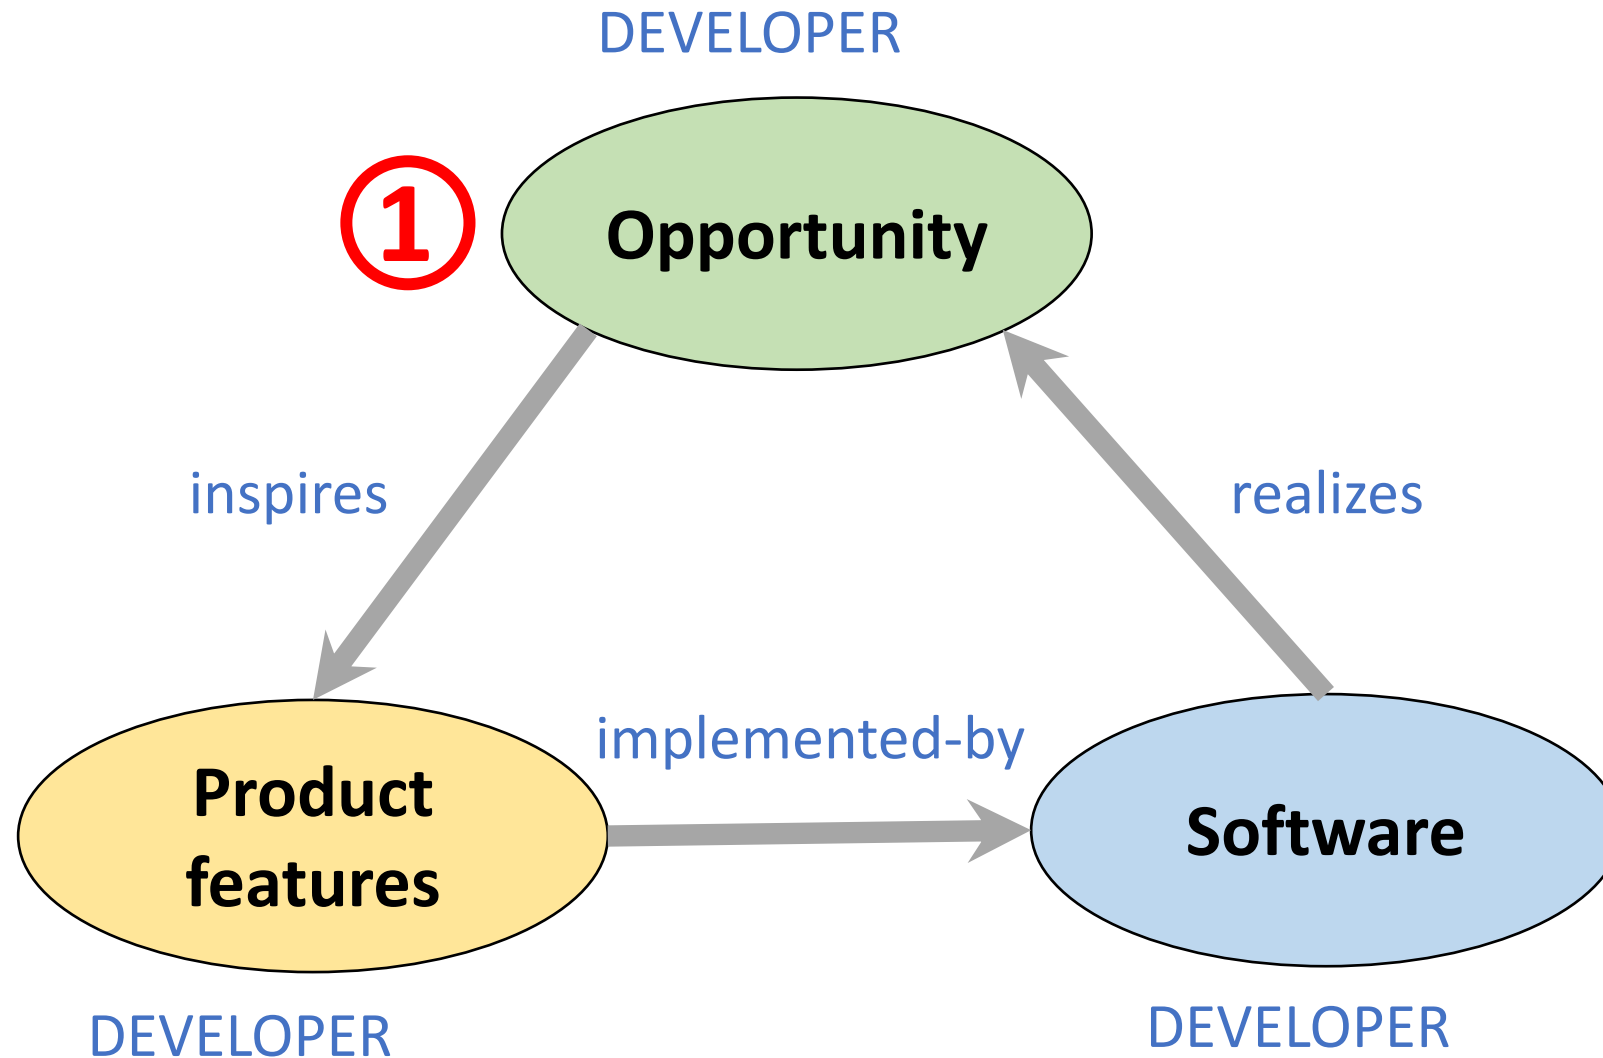 DEVELOPER
1
Opportunity
inspires
realizes
implemented-by
Product
features
Software
DEVELOPER
DEVELOPER